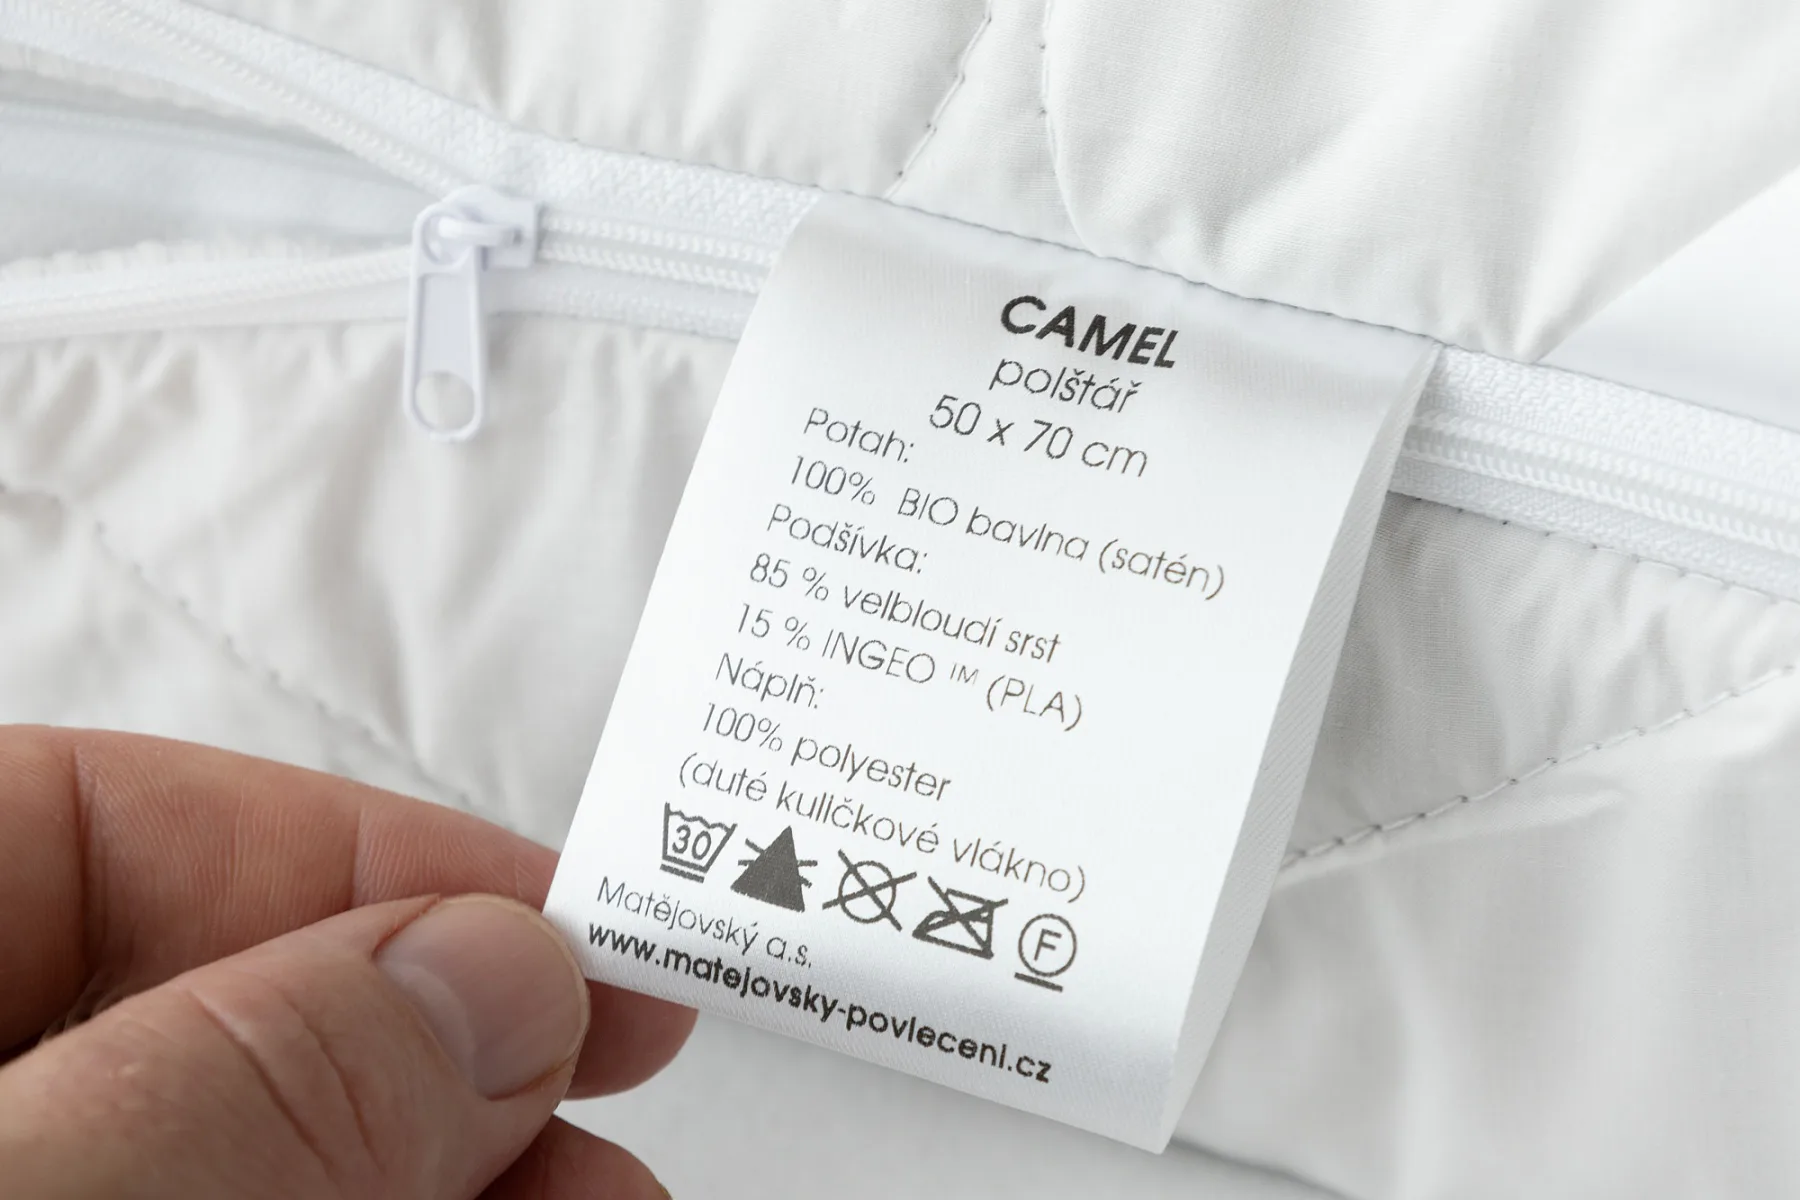 CAMEL
polštář
50 x 70 cm
Potah:
100% BIO bavlna (satén)
Podšívka:
85 % velbloudí srst
15 % INGEO ™ (PLA)
Náplň:
100% polyester
(duté kuličkové vlákno)
30
F
Matějovský a.s.
www.matejovsky-povleceni.cz